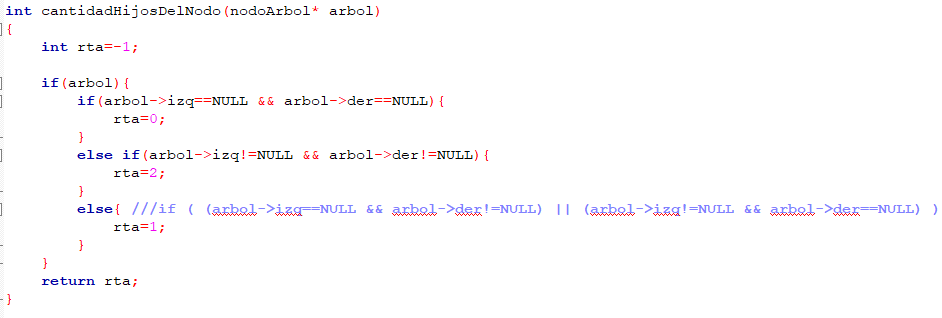 int cantidadHijosDelNodo(nodoArbol* arbol)
{
int rta=-1;
if(arbol){
if(arbol->izq==NULL && arbol->der==NULL){
rta=0;
}
else if(arbol->izq!=NULL && arbol->der!=NULL){
rta=2;
}
else{ ///if ( (arbol->izq==NULL && arbol->der!=NULL) || (arbol->izq!=NULL && arbol->der==NULL) )
rta=1;
}
}
return rta;
}